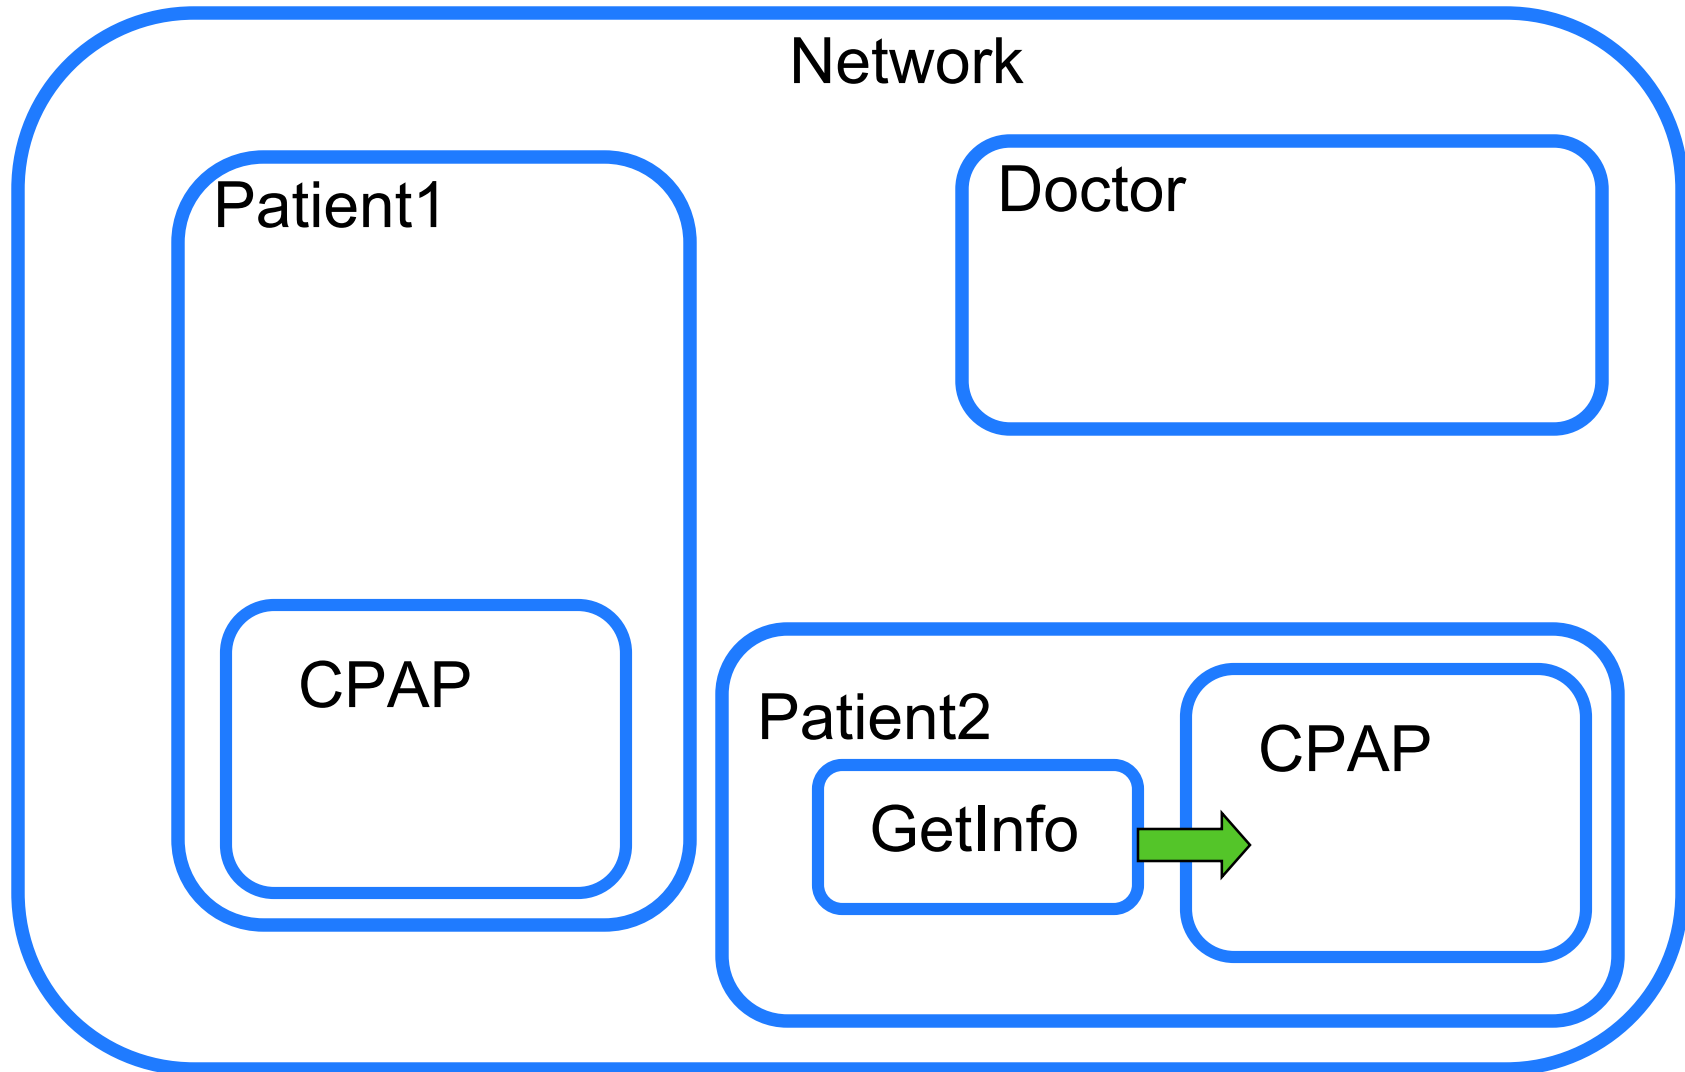 Network
Patient1
Doctor
CPAP
Patient2
CPAP
GetInfo